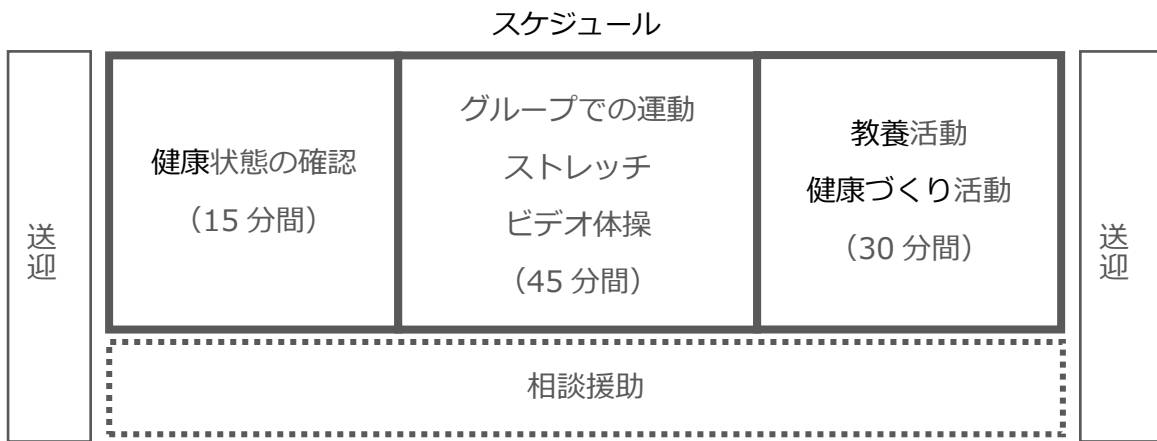 スケジュール
送迎
健康状態の確認
（15 分間）
グループでの運動
ストレッチ
ビデオ体操
（45 分間）
教養活動
健康づくり活動
（30 分間）
送迎
相談援助